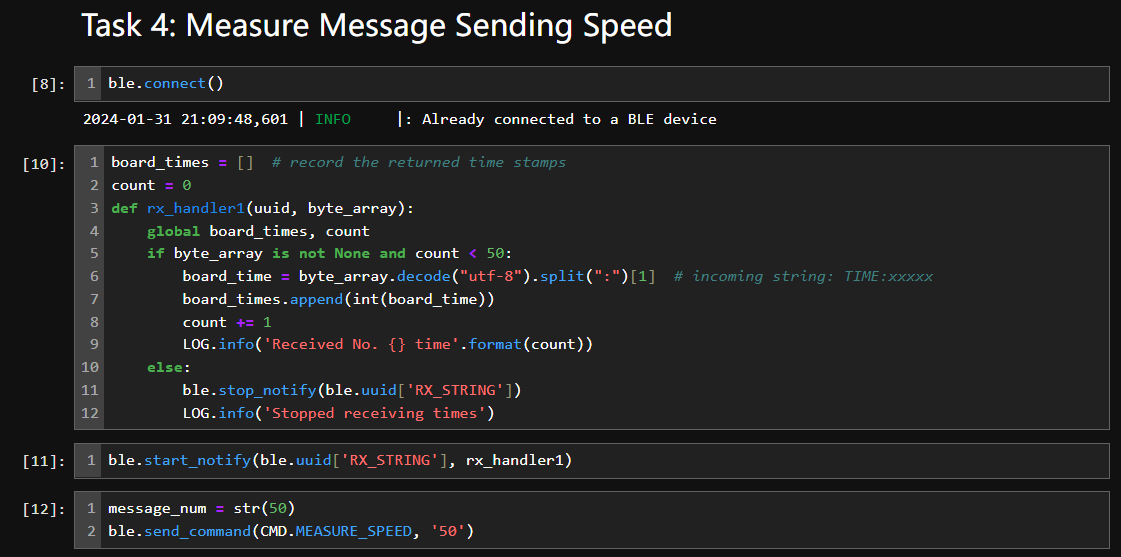 Task 4: Measure Message Sending Speed
[8]: 1 ble.connect()
2024-01-31 21:09:48,601 | INFO     |: Already connected to a BLE device
[10]: 1 board_times = []  # record the returned time stamps
2 count = 0
3 def rx_handler1(uuid, byte_array):
4     global board_times, count
5     if byte_array is not None and count < 50:
6         board_time = byte_array.decode("utf-8").split(":")[1]  # incoming string: TIME:xxxxx
7         board_times.append(int(board_time))
8         count += 1
9         LOG.info('Received No. {} time'.format(count))
10     else:
11         ble.stop_notify(ble.uuid['RX_STRING'])
12         LOG.info('Stopped receiving times')
[11]: 1 ble.start_notify(ble.uuid['RX_STRING'], rx_handler1)
[12]: 1 message_num = str(50)
2 ble.send_command(CMD.MEASURE_SPEED, '50')